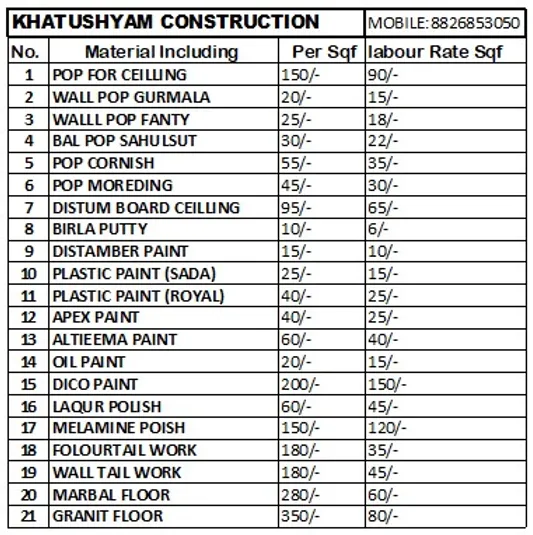 KHATUSHYAM CONSTRUCTION MOBILE:8826853050
No. Material Including Per Sqf labour Rate Sqf
1 POP FOR CEILLING 150/- 90/-
2 WALL POP GURMALA 20/- 15/-
3 WALLL POP FANTY 25/- 18/-
4 BAL POP SAHULSUT 30/- 22/-
5 POP CORNISH 55/- 35/-
6 POP MOREDING 45/- 30/-
7 DISTUM BOARD CEILLING 95/- 65/-
8 BIRLA PUTTY 10/- 6/-
9 DISTAMBER PAINT 15/- 10/-
10 PLASTIC PAINT (SADA) 25/- 15/-
11 PLASTIC PAINT (ROYAL) 40/- 25/-
12 APEX PAINT 40/- 25/-
13 ALTIEEMA PAINT 60/- 40/-
14 OIL PAINT 20/- 15/-
15 DICO PAINT 200/- 150/-
16 LAQUR POLISH 60/- 45/-
17 MELAMINE POISH 150/- 120/-
18 FOLOURTAIL WORK 180/- 35/-
19 WALL TAIL WORK 180/- 45/-
20 MARBAL FLOOR 280/- 60/-
21 GRANIT FLOOR 350/- 80/-